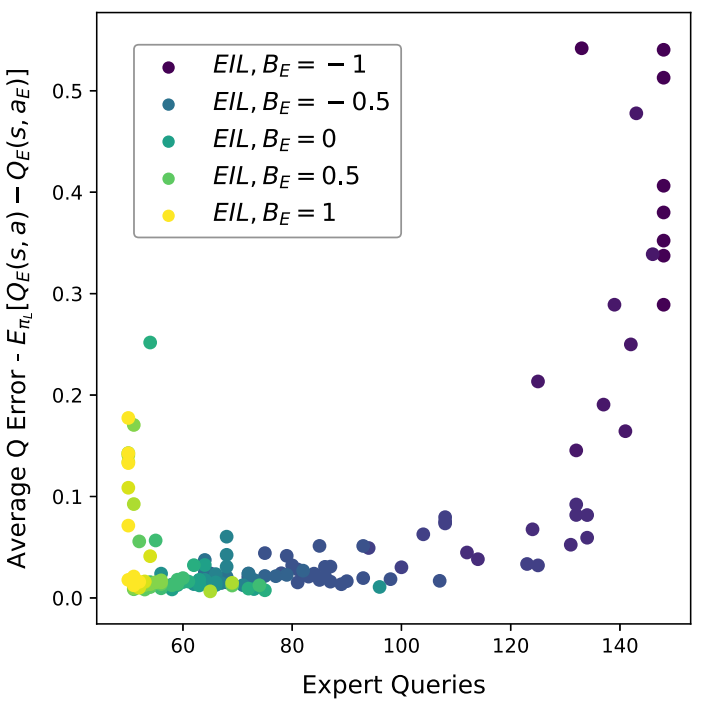 0.5
0.4
0.3
0.2
0.1
0.0
Average Q Error - E_{π_L}[Q_E(s, a) − Q_E(s, a_E)]
EIL, B_E = −1
EIL, B_E = −0.5
EIL, B_E = 0
EIL, B_E = 0.5
EIL, B_E = 1
60 80 100 120 140
Expert Queries